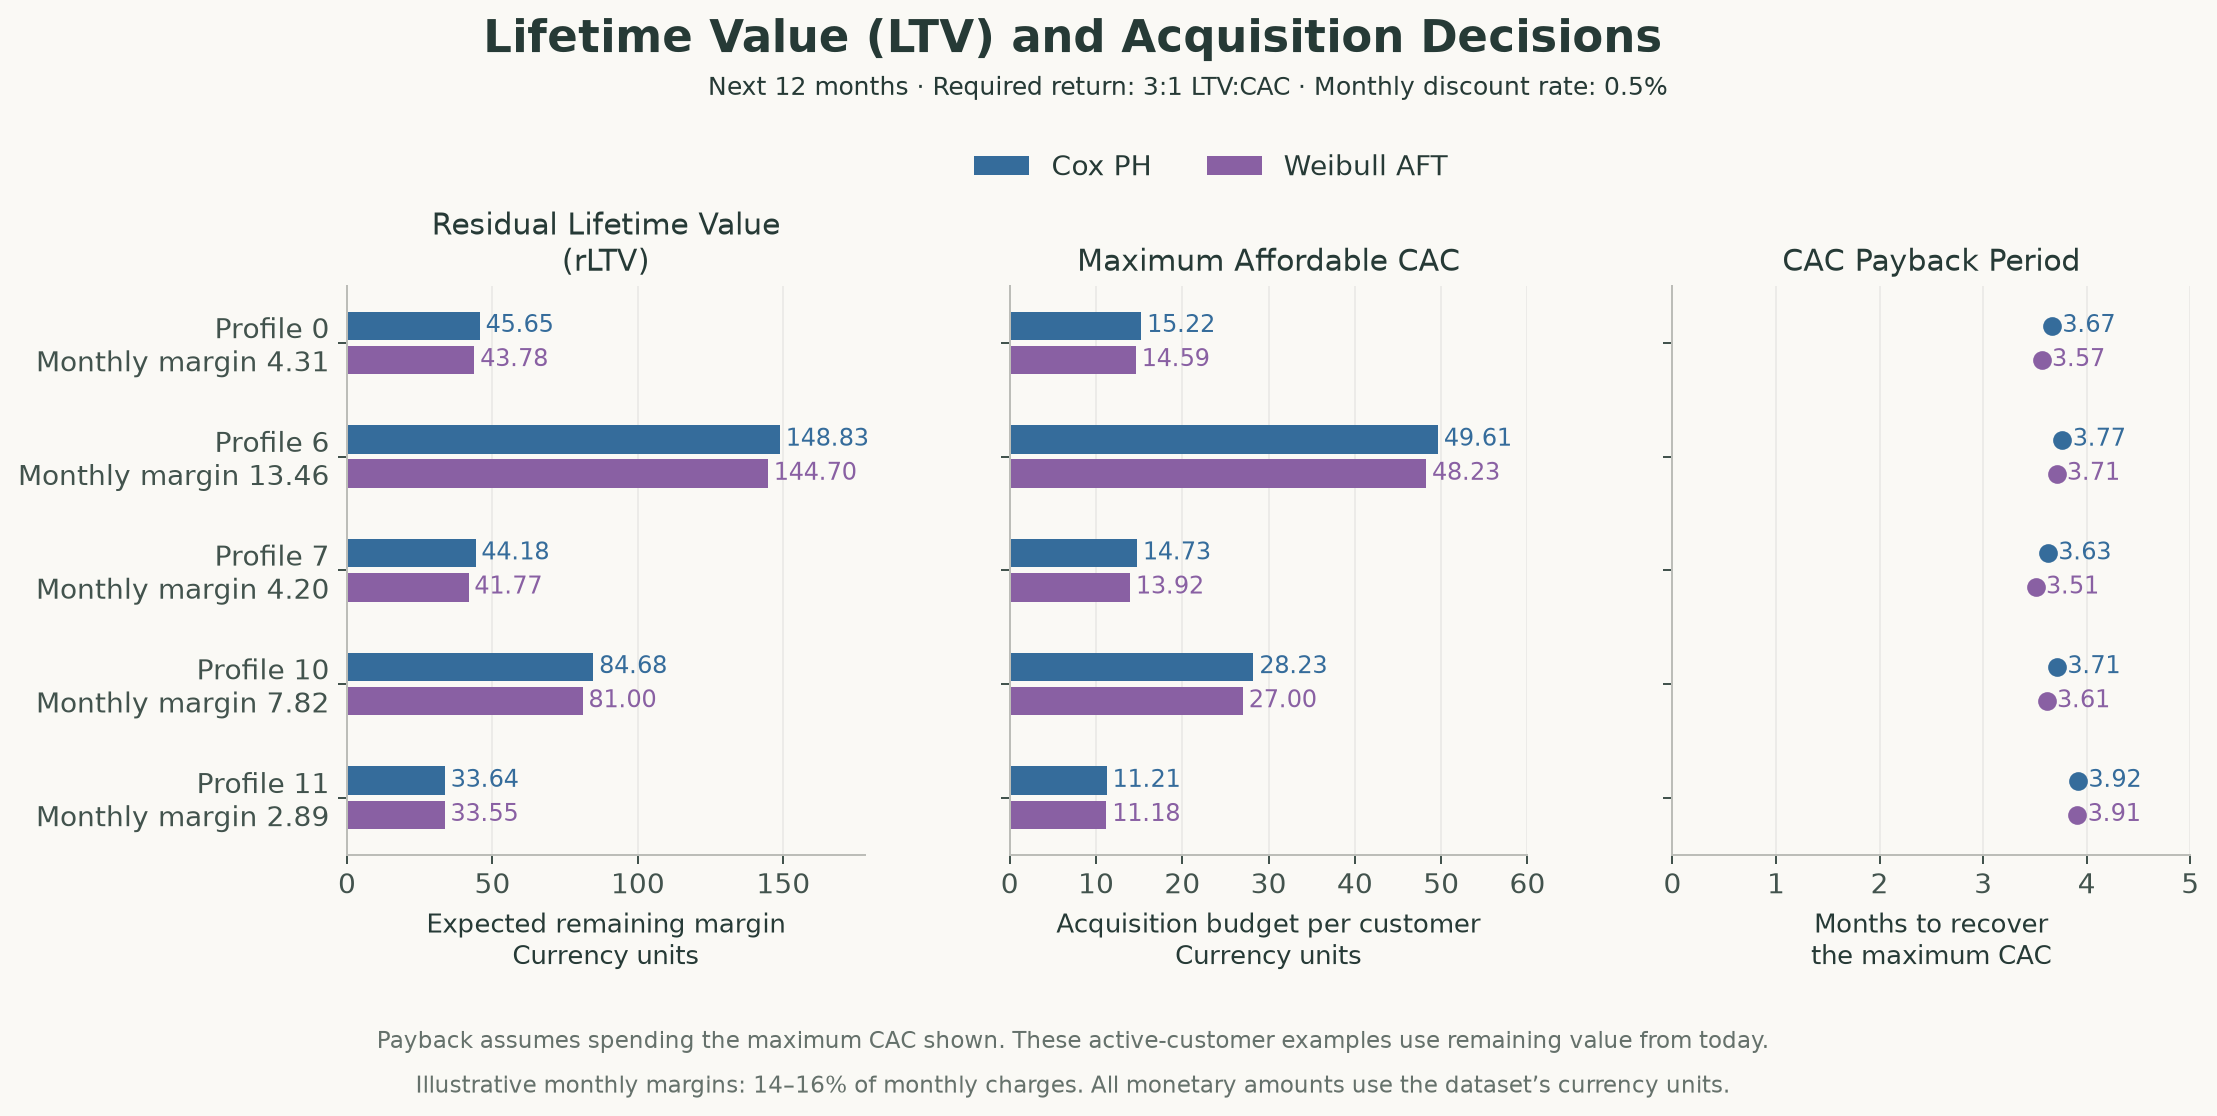 Lifetime Value (LTV) and Acquisition Decisions
Next 12 months · Required return: 3:1 LTV:CAC · Monthly discount rate: 0.5%
Cox PH
Weibull AFT
Residual Lifetime Value
(rLTV)
Profile 0
Monthly margin 4.31
Profile 6
Monthly margin 13.46
Profile 7
Monthly margin 4.20
Profile 10
Monthly margin 7.82
Profile 11
Monthly margin 2.89
45.65
43.78
148.83
144.70
44.18
41.77
84.68
81.00
33.64
33.55
0 50 100 150
Expected remaining margin
Currency units
Maximum Affordable CAC
15.22
14.59
49.61
48.23
14.73
13.92
28.23
27.00
11.21
11.18
0 10 20 30 40 50 60
Acquisition budget per customer
Currency units
CAC Payback Period
3.67
3.57
3.77
3.71
3.63
3.51
3.71
3.61
3.92
3.91
0 1 2 3 4 5
Months to recover
the maximum CAC
Payback assumes spending the maximum CAC shown. These active-customer examples use remaining value from today.
Illustrative monthly margins: 14–16% of monthly charges. All monetary amounts use the dataset’s currency units.